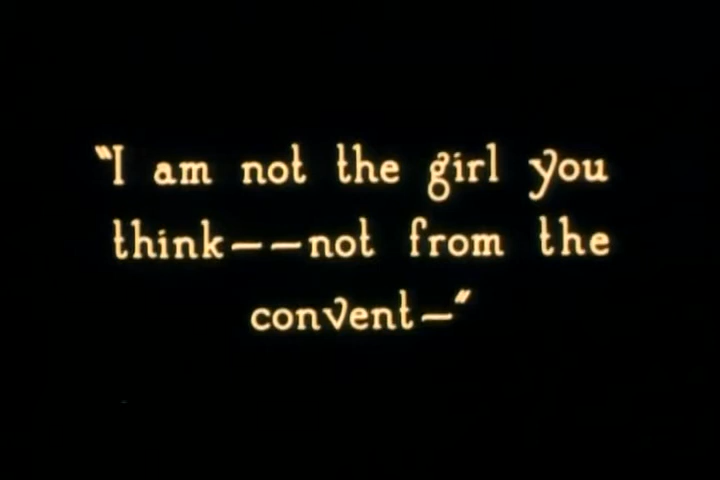 "I am not the girl you
think——not from the
convent—"